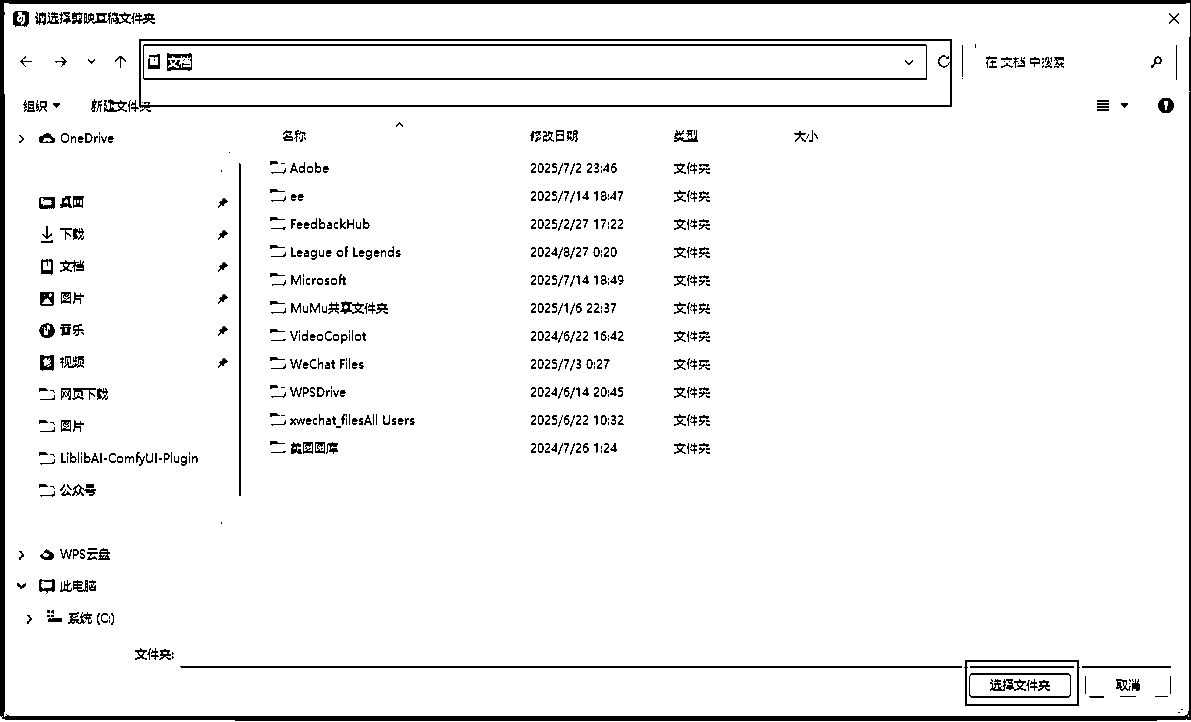 请选择剪映草稿文件夹
文档
在 文档 中搜索
组织
新建文件夹
OneDrive
桌面
下载
文档
图片
音乐
视频
网页下载
图片
LiblibAI-ComfyUI-Plugin
公众号
WPS云盘
此电脑
系统 (C:)
名称 修改日期 类型 大小
Adobe 2025/7/2 23:46 文件夹
ee 2025/7/14 18:47 文件夹
FeedbackHub 2025/2/27 17:22 文件夹
League of Legends 2024/8/27 0:20 文件夹
Microsoft 2025/7/14 18:49 文件夹
MuMu共享文件夹 2025/1/6 22:37 文件夹
VideoCopilot 2024/6/22 16:42 文件夹
WeChat Files 2025/7/3 0:27 文件夹
WPSDrive 2024/6/14 20:45 文件夹
xwechat_filesAll Users 2025/6/22 10:32 文件夹
截图图库 2024/7/26 1:24 文件夹
文件夹:
选择文件夹
取消